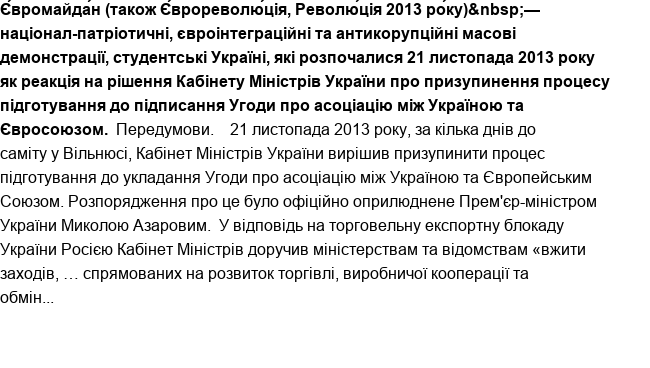 Євромайда́н (також Єврореволю́ція, Револю́ція 2013 ро́ку)&nbsp;—
націонал-патріотичні, євроінтеграційні та антикорупційні масові
демонстрації, студентські Україні, які розпочалися 21 листопада 2013 року
як реакція на рішення Кабінету Міністрів України про призупинення процесу
підготування до підписання Угоди про асоціацію між Україною та
Євросоюзом. Передумови. 21 листопада 2013 року, за кілька днів до
саміту у Вільнюсі, Кабінет Міністрів України вирішив призупинити процес
підготування до укладання Угоди про асоціацію між Україною та Європейським
Союзом. Розпорядження про це було офіційно оприлюднене Прем'єр-міністром
України Миколою Азаровим. У відповідь на торговельну експортну блокаду
України Росією Кабінет Міністрів доручив міністерствам та відомствам «вжити
заходів, … спрямованих на розвиток торгівлі, виробничої кооперації та
обмін...